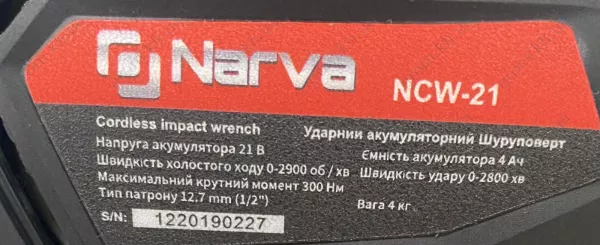 Narva
NCW-21
Cordless impact wrench
Ударнии акумуляторний Шуруповерт
Напруга акумулятора 21 В
Ємність акумулятора 4 Ач
Швидкість холостого ходу 0-2900 об / хв
Швидкість удару 0-2800 хв
Максимальний крутний момент 300 Нм
Тип патрону 12.7 mm (1/2")
Вага 4 кг
S/N: 1220190227